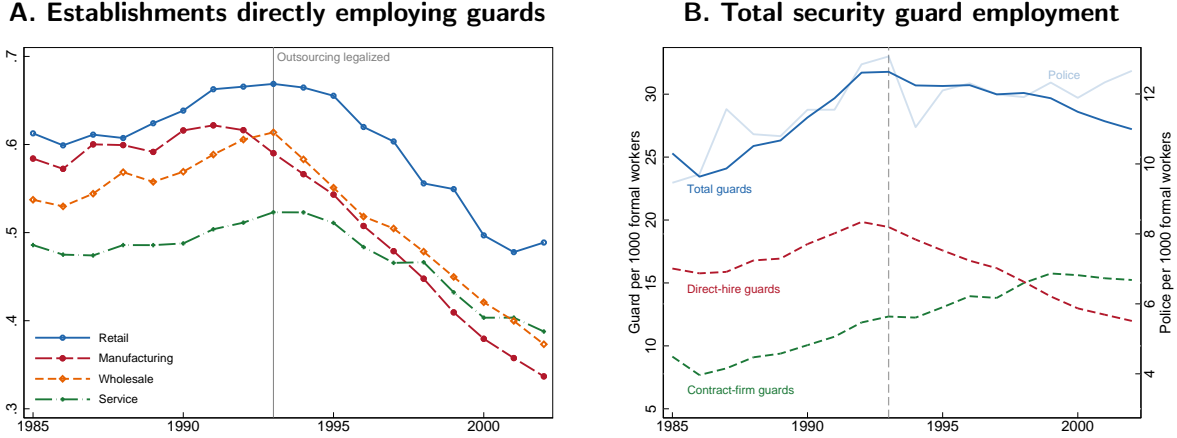 A. Establishments directly employing guards
.7
.6
.5
.4
.3
Outsourcing legalized
Retail
Manufacturing
Wholesale
Service
1985
1990
1995
2000
B. Total security guard employment
Guard per 1000 formal workers
30
25
20
15
10
5
Police
Total guards
Direct-hire guards
Contract-firm guards
12
10
8
6
4
Police per 1000 formal workers
1985
1990
1995
2000